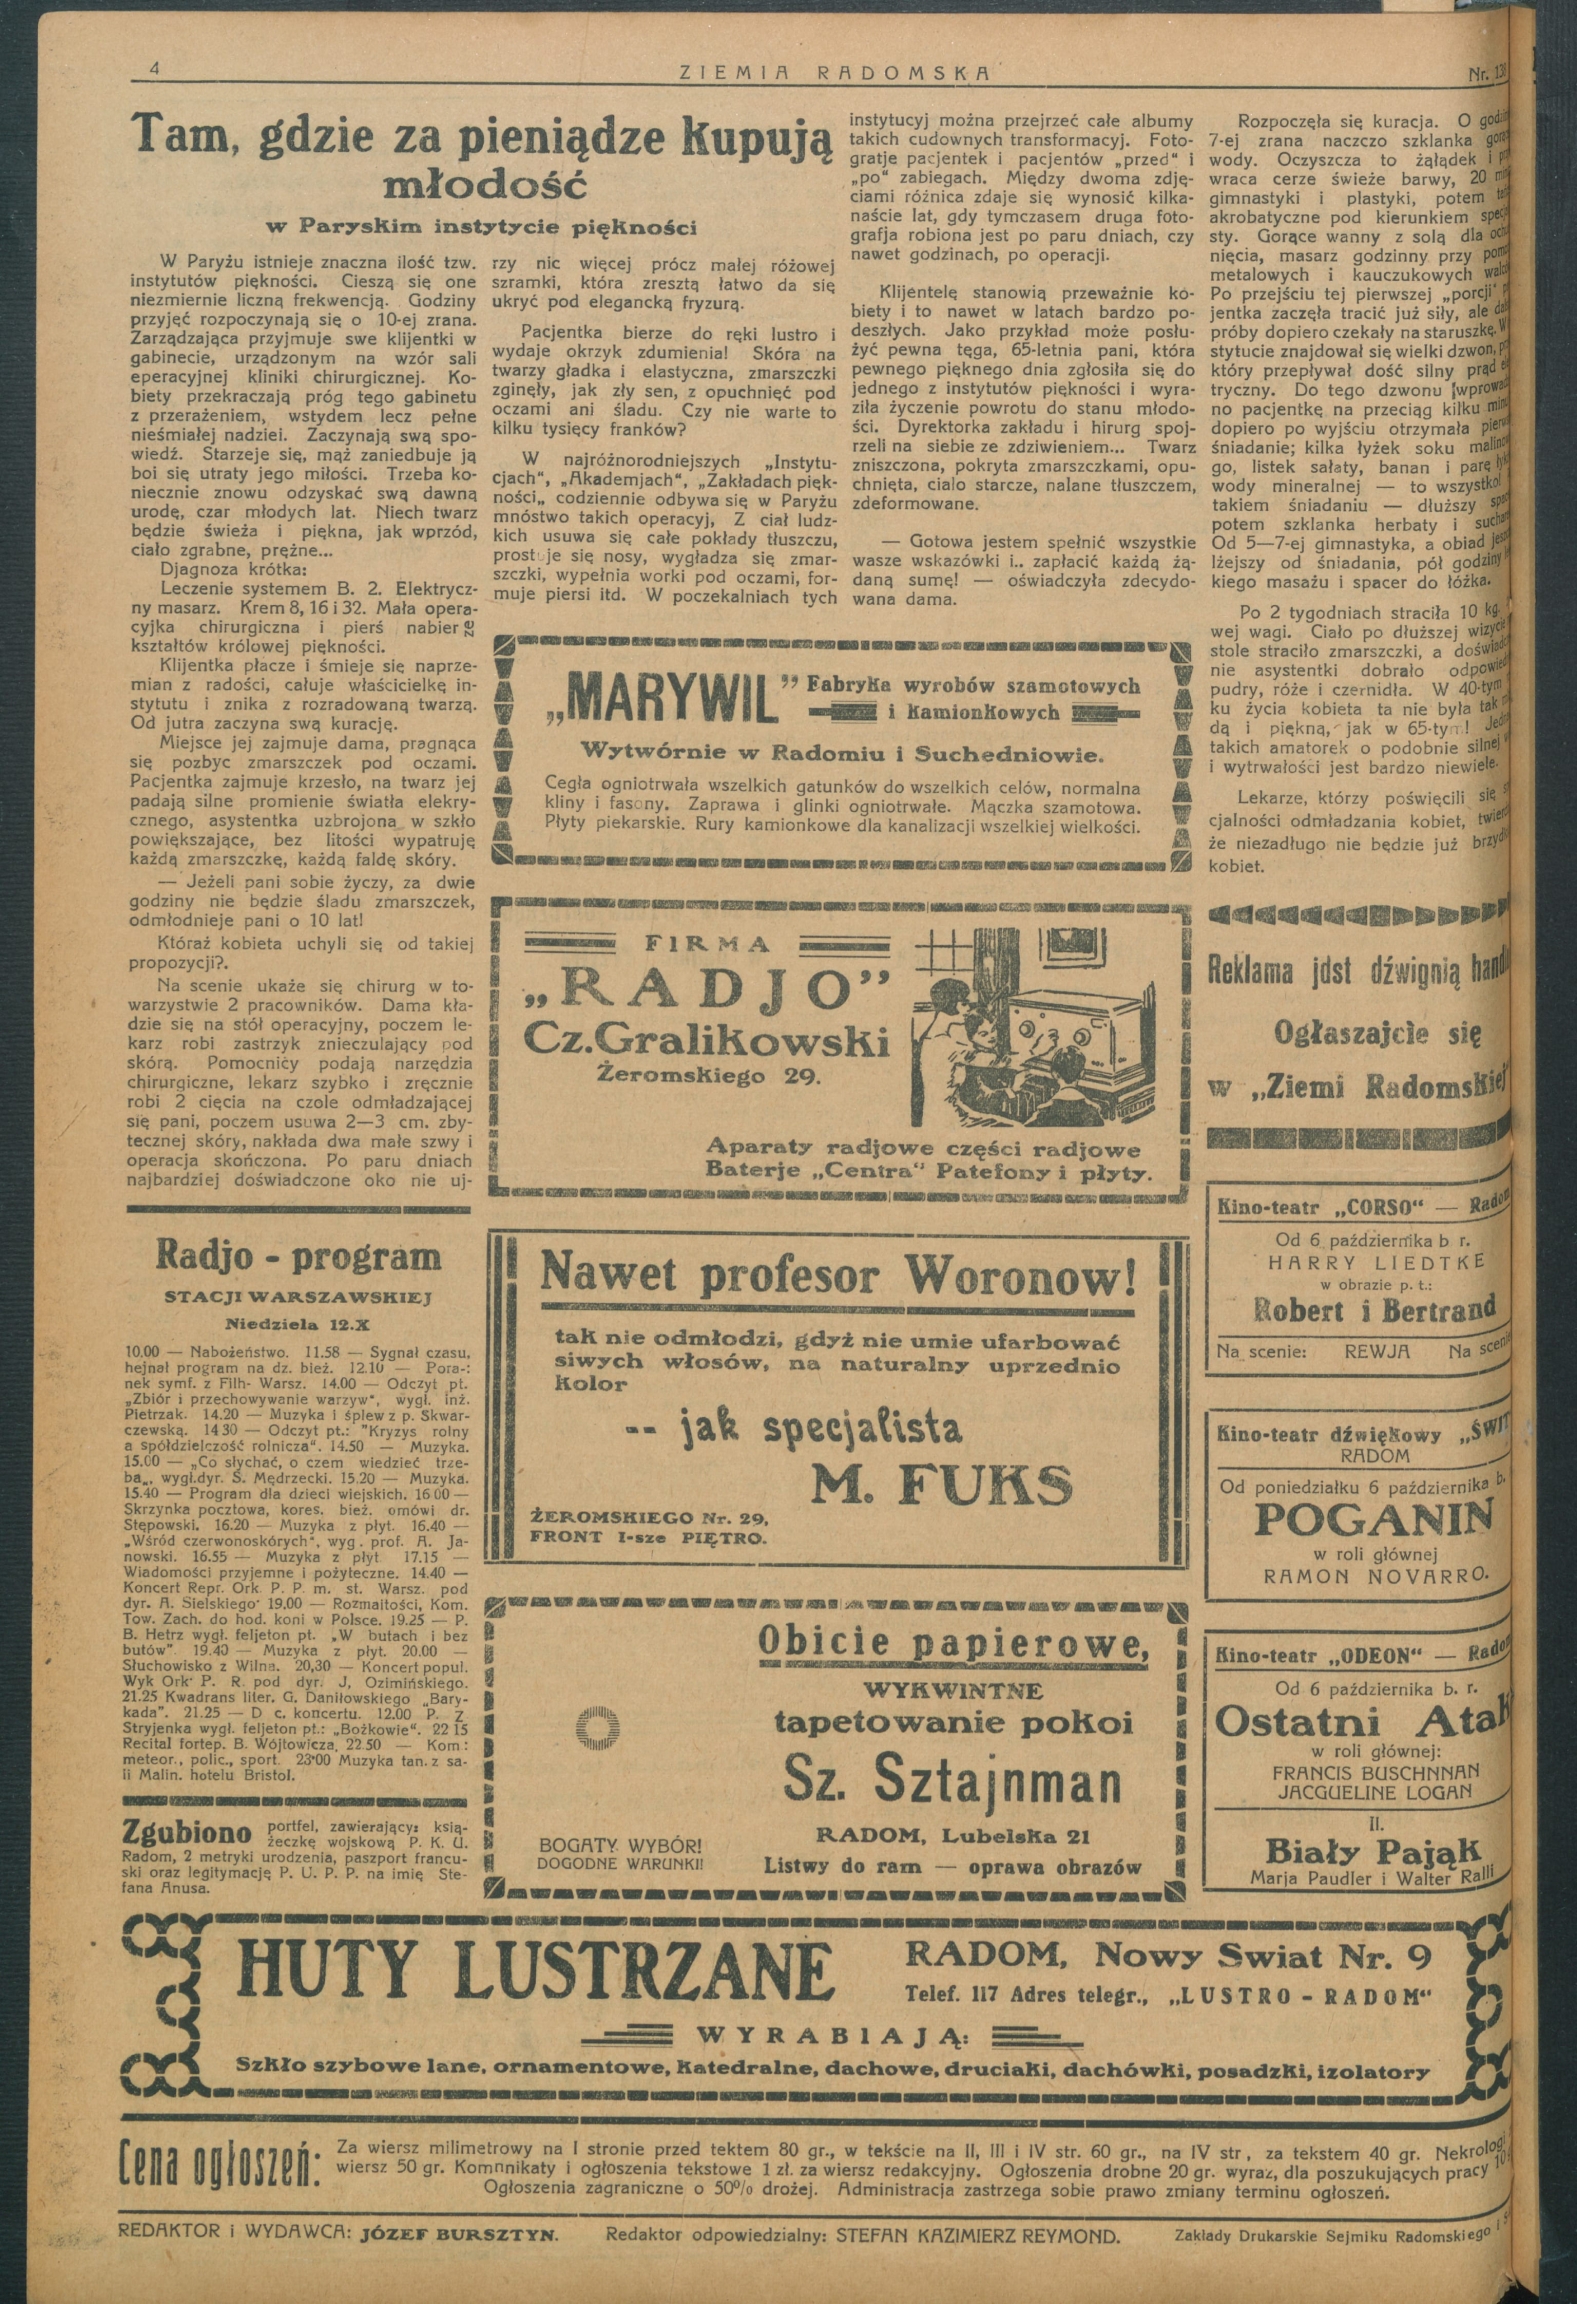 4
ZIEMIA RADOMSKA
Nr. 138
Tam, gdzie za pieniądze kupują
młodość
w Paryskim instytycie piękności
W Paryżu istnieje znaczna ilość tzw.
instytutów piękności. Cieszą się one
niezmiernie liczną frekwencją. Godziny
przyjęć rozpoczynają się o 10-ej zrana.
Zarządzająca przyjmuje swe klijentki w
gabinecie, urządzonym na wzór sali
eperacyjnej kliniki chirurgicznej. Ko-
biety przekraczają próg tego gabinetu
z przerażeniem, wstydem lecz pełne
nieśmiałej nadziei. Zaczynają swą spo-
wiedź. Starzeje się, mąż zaniedbuje ją
boi się utraty jego miłości. Trzeba ko-
niecznie znowu odzyskać swą dawną
urodę, czar młodych lat. Niech twarz
będzie świeża i piękna, jak wprzód,
ciało zgrabne, prężne...
Djagnoza krótka:
Leczenie systemem B. 2. Elektrycz-
ny masarz. Krem 8, 16 i 32. Mała opera-
cyjka chirurgiczna i pierś nabierze
kształtów królowej piękności.
Klijentka płacze i śmieje się naprze-
mian z radości, całuje właścicielkę in-
stytutu i znika z rozradowaną twarzą.
Od jutra zaczyna swą kurację.
Miejsce jej zajmuje dama, pragnąca
się pozbyc zmarszczek pod oczami.
Pacjentka zajmuje krzesło, na twarz jej
padają silne promienie światła elekry-
cznego, asystentka uzbrojona w szkło
powiększające, bez litości wypatruję
każdą zmarszczkę, każdą fałdę skóry.
— Jeżeli pani sobie życzy, za dwie
godziny nie będzie śladu zmarszczek,
odmłodnieje pani o 10 lat!
Któraż kobieta uchyli się od takiej
propozycji?.
Na scenie ukaże się chirurg w to-
warzystwie 2 pracowników. Dama kła-
dzie się na stół operacyjny, poczem le-
karz robi zastrzyk znieczulający pod
skórą. Pomocnicy podają narzędzia
chirurgiczne, lekarz szybko i zręcznie
robi 2 cięcia na czole odmładzającej
się pani, poczem usuwa 2—3 cm. zby-
tecznej skóry, nakłada dwa małe szwy i
operacja skończona. Po paru dniach
najbardziej doświadczone oko nie uj-
rzy nic więcej prócz małej różowej
szramki, która zresztą łatwo da się
ukryć pod elegancką fryzurą.
Pacjentka bierze do ręki lustro i
wydaje okrzyk zdumienia! Skóra na
twarzy gładka i elastyczna, zmarszczki
zginęły, jak zły sen, z opuchnięć pod
oczami ani śladu. Czy nie warte to
kilku tysięcy franków?
W najróżnorodniejszych „Instytu-
cjach“, „Akademjach“, „Zakładach pięk-
ności„ codziennie odbywa się w Paryżu
mnóstwo takich operacyj, Z ciał ludz-
kich usuwa się całe pokłady tłuszczu,
prostuje się nosy, wygładza się zmar-
szczki, wypełnia worki pod oczami, for-
muje piersi itd. W poczekalniach tych
instytucyj można przejrzeć całe albumy
takich cudownych transformacyj. Foto-
gratje pacjentek i pacjentów „przed“ i
„po“ zabiegach. Między dwoma zdję-
ciami różnica zdaje się wynosić kilka-
naście lat, gdy tymczasem druga foto-
grafja robiona jest po paru dniach, czy
nawet godzinach, po operacji.
Klijentelę stanowią przeważnie ko-
biety i to nawet w latach bardzo po-
deszłych. Jako przykład może posłu-
żyć pewna tęga, 65-letnia pani, która
pewnego pięknego dnia zgłosiła się do
jednego z instytutów piękności i wyra-
ziła życzenie powrotu do stanu młodo-
ści. Dyrektorka zakładu i hirurg spoj-
rzeli na siebie ze zdziwieniem... Twarz
zniszczona, pokryta zmarszczkami, opu-
chnięta, ciało starcze, nalane tłuszczem,
zdeformowane.
— Gotowa jestem spełnić wszystkie
wasze wskazówki i.. zapłacić każdą żą-
daną sumę! — oświadczyła zdecydo-
wana dama.
Rozpoczęła się kuracja. O
7-ej zrana naczczo szklanka
wody. Oczyszcza to żąłądek i
wraca cerze świeże barwy, 20
gimnastyki i plastyki, potem
akrobatyczne pod kierunkiem
sty. Gorące wanny z solą dla
nięcia, masarz godzinny przy
metalowych i kauczukowych
Po przejściu tej pierwszej „porcji“
jentka zaczęła tracić już siły, ale
próby dopiero czekały na staruszkę.
stytucie znajdował się wielki dzwon,
który przepływał dość silny prąd
tryczny. Do tego dzwonu
no pacjentkę na przeciąg kilku
dopiero po wyjściu otrzymała
śniadanie; kilka łyżek soku
go, listek sałaty, banan i parę
wody mineralnej — to wszystko!
takiem śniadaniu — dłuższy
potem szklanka herbaty i
Od 5—7-ej gimnastyka, a obiad
lżejszy od śniadania, pół godziny
kiego masażu i spacer do łóżka.
Po 2 tygodniach straciła 10 kg.
wej wagi. Ciało po dłuższej
stole straciło zmarszczki, a
nie asystentki dobrało
pudry, róże i czernidła. W 40-tym
ku życia kobieta ta nie była tak
dą i piękną, jak w 65-tym!
takich amatorek o podobnie silnej
i wytrwałości jest bardzo niewiele.
Lekarze, którzy poświęcili się
cjalności odmładzania kobiet,
że niezadługo nie będzie już
kobiet.
„MARYWIL” Fabryka wyrobów szamotowych
i kamionkowych
Wytwórnie w Radomiu i Suchedniowie.
Cegła ogniotrwała wszelkich gatunków do wszelkich celów, normalna
kliny i fasony. Zaprawa i glinki ogniotrwałe. Mączka szamotowa.
Płyty piekarskie. Rury kamionkowe dla kanalizacji wszelkiej wielkości.
FIRMA
„RADJO”
Cz. Gralikowski
Żeromskiego 29.
Aparaty radjowe części radjowe
Baterje „Centra“ Patefony i płyty.
Reklama jdst dźwignią
Ogłaszajcie się
w „Ziemi Radomskiej
Radjo - program
STACJI WARSZAWSKIEJ
Niedziela 12.X
10.00 — Nabożeństwo. 11.58 — Sygnał czasu,
hejnał program na dz. bież. 12.10 — Pora-:
nek symf. z Filh- Warsz. 14.00 — Odczyt pt.
„Zbiór i przechowywanie warzyw“, wygł. inż.
Pietrzak. 14.20 — Muzyka i śpiew z p. Skwar-
czewską. 14 30 — Odczyt pt.: "Kryzys rolny
a spółdzielczość rolnicza“. 14.50 — Muzyka.
15.00 — „Co słychać, o czem wiedzieć trze-
ba„, wygł.dyr. S. Mędrzecki. 15.20 — Muzyka.
15.40 — Program dla dzieci wiejskich. 16 00 —
Skrzynka pocztowa, kores. bież. omówi dr.
Stępowski. 16.20 — Muzyka z płyt. 16.40 —
„Wśród czerwonoskórych“, wyg. prof. A. Ja-
nowski. 16.55 — Muzyka z płyt 17.15 —
Wiadomości przyjemne i pożyteczne. 14.40 —
Koncert Repr. Ork. P. P. m. st. Warsz. pod
dyr. A. Sielskiego· 19.00 — Rozmaitości, Kom.
Tow. Zach. do hod. koni w Polsce. 19.25 — P.
B. Hetrz wygł. feljeton pt. „W butach i bez
butów”. 19.40 — Muzyka z płyt. 20.00 —
Słuchowisko z Wilna. 20,30 — Koncert popul.
Wyk Ork· P. R. pod dyr. J, Ozimińskiego.
21.25 Kwadrans liter. G. Daniłowskiego „Bary-
kada”. 21.25 — D c. koncertu. 12.00 P. Z
Stryjenka wygł. feljeton pt.: „Bożkowie“. 22 15
Recital fortep. B. Wójtowicza. 22.50 — Kom:
meteor., polic., sport. 23·00 Muzyka tan. z sa-
li Malin. hotelu Bristol.
Zgubiono portfel, zawierający: ksią-
żeczkę wojskową P. K. U.
Radom, 2 metryki urodzenia, paszport francu-
ski oraz legitymację P. U. P. P. na imię Ste-
fana Anusa.
Nawet profesor Woronow!
tak nie odmłodzi, gdyż nie umie ufarbować
siwych włosów, na naturalny uprzednio
kolor
-- jak specjalista
M. FUKS
ŻEROMSKIEGO Nr. 29,
FRONT I-sze PIĘTRO.
Obicie papierowe,
WYKWINTNE
tapetowanie pokoi
Sz. Sztajnman
RADOM, Lubelska 21
Listwy do ram — oprawa obrazów
BOGATY WYBÓR!
DOGODNE WARUNKI!
Kino-teatr „CORSO“ — Radom
Od 6 października b r.
HARRY LIEDTKE
w obrazie p. t.:
Robert i Bertrand
Na scenie: REWJA Na scenie
Kino-teatr dźwiękowy „ŚWIT
RADOM
Od poniedziałku 6 października b.
POGANIN
w roli głównej
RAMON NOVARRO.
Kino-teatr „ODEON“ — Radom
Od 6 października b. r.
Ostatni Atak
w roli głównej:
FRANCIS BUSCHNNAN
JACGUELINE LOGAN
II.
Biały Pająk
Marja Paudler i Walter Ralli
HUTY LUSTRZANE
RADOM, Nowy Swiat Nr. 9
Telef. 117 Adres telegr., „LUSTRO - RADOM“
WYRABIAJĄ:
Szkło szybowe lane, ornamentowe, katedralne, dachowe, druciaki, dachówki, posadzki, izolatory
Cena ogłoszeń:
Za wiersz milimetrowy na I stronie przed tektem 80 gr., w tekście na II, III i IV str. 60 gr., na IV str, za tekstem 40 gr. Nekrologi
wiersz 50 gr. Komnnikaty i ogłoszenia tekstowe 1 zł. za wiersz redakcyjny. Ogłoszenia drobne 20 gr. wyraz, dla poszukujących pracy
Ogłoszenia zagraniczne o 50% drożej. Administracja zastrzega sobie prawo zmiany terminu ogłoszeń.
REDAKTOR i WYDAWCA: JÓZEF BURSZTYN. Redaktor odpowiedzialny: STEFAN KAZIMIERZ REYMOND. Zakłady Drukarskie Sejmiku Radomskiego i